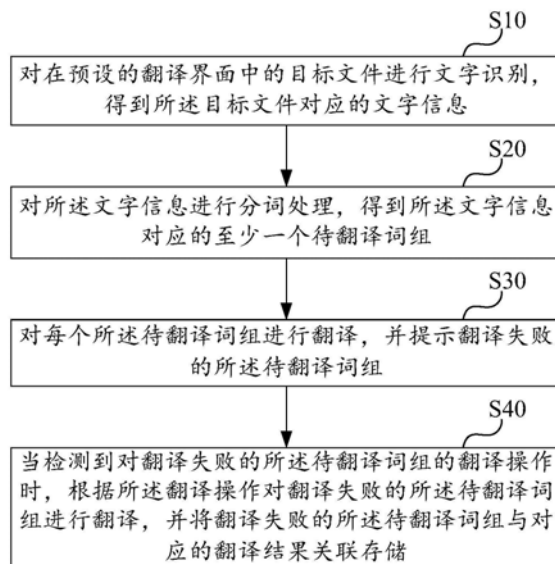 S10
对在预设的翻译界面中的目标文件进行文字识别，
得到所述目标文件对应的文字信息
S20
对所述文字信息进行分词处理，得到所述文字信息
对应的至少一个待翻译词组
S30
对每个所述待翻译词组进行翻译，并提示翻译失败
的所述待翻译词组
S40
当检测到对翻译失败的所述待翻译词组的翻译操作
时，根据所述翻译操作对翻译失败的所述待翻译词
组进行翻译，并将翻译失败的所述待翻译词组与对
应的翻译结果关联存储